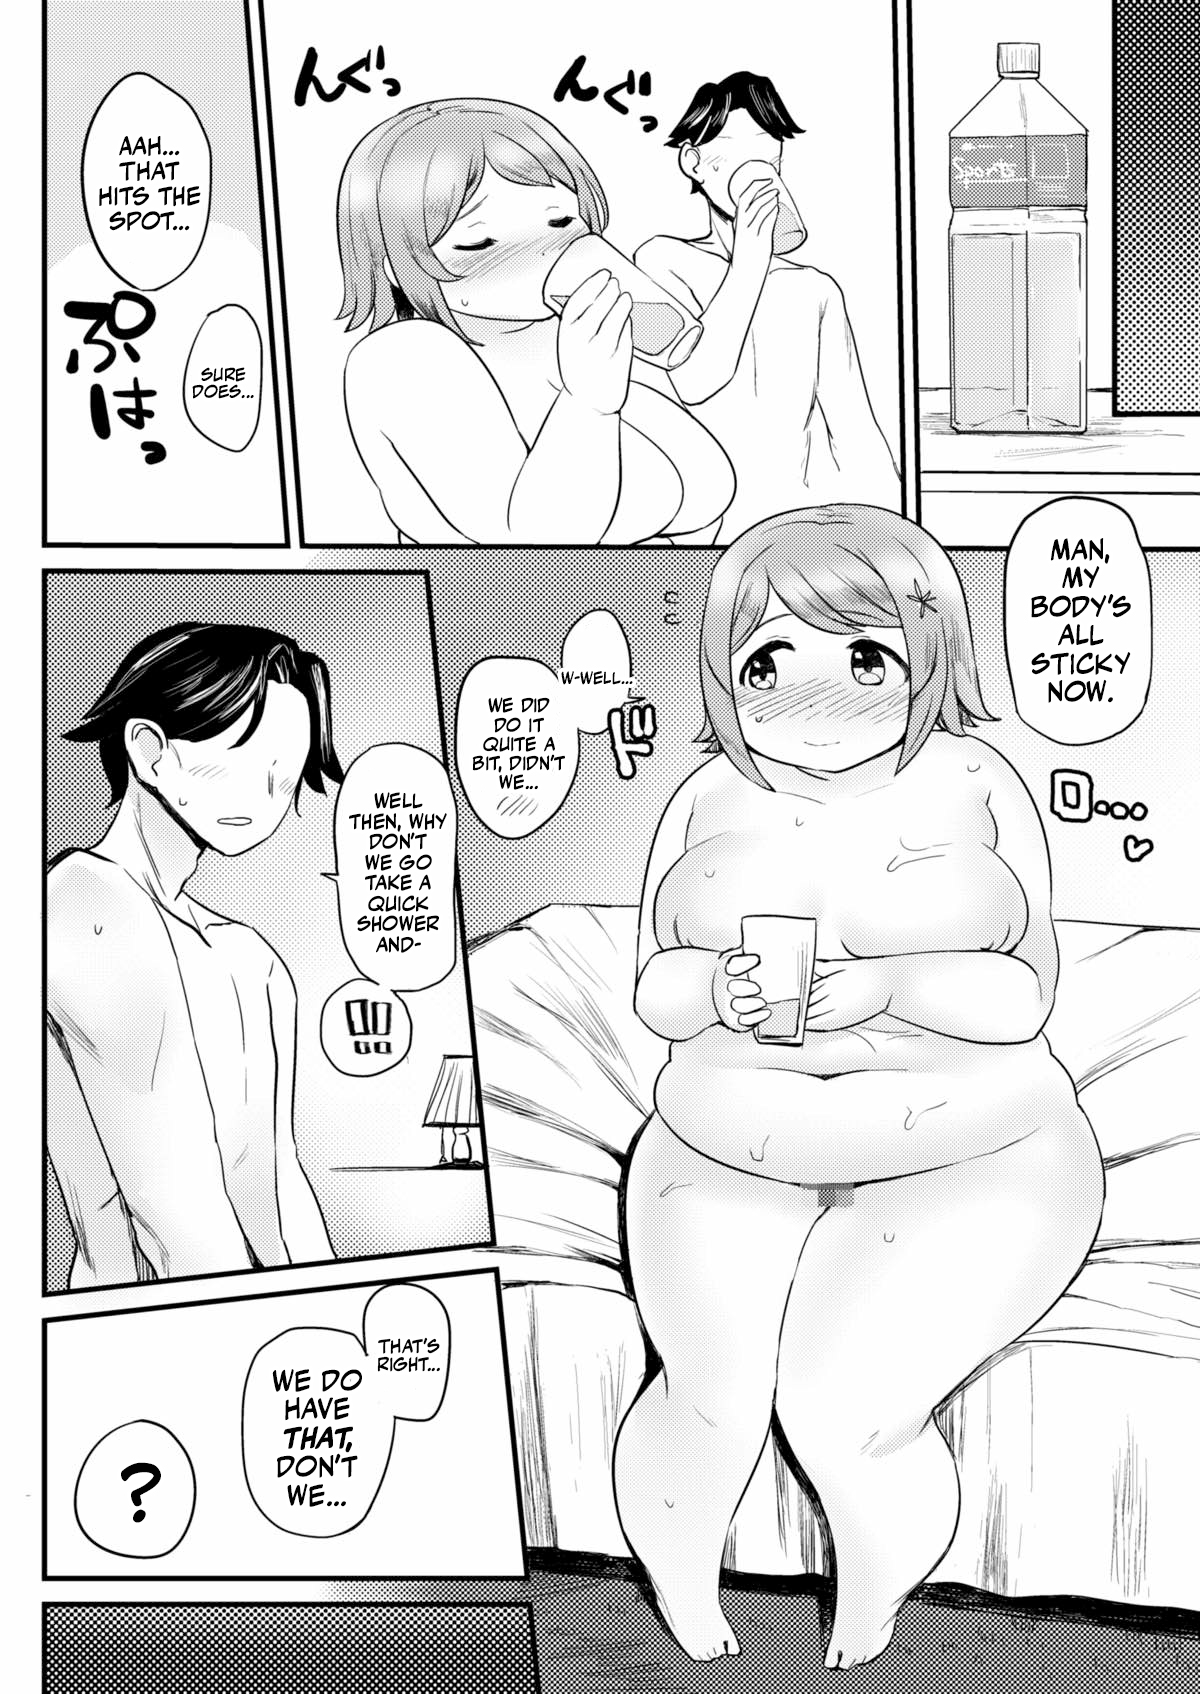 Sports
んぐっ
んぐっ
AAH...
THAT
HITS THE
SPOT...
SURE
DOES...
ぷはっ
MAN,
MY
BODY'S
ALL
STICKY
NOW.
ドロ...♡
W-WELL...
WE DID
DO IT
QUITE A
BIT, DIDN'T
WE...
WELL
THEN, WHY
DON'T
WE GO
TAKE A
QUICK
SHOWER
AND-
!!
THAT'S
RIGHT...
WE DO
HAVE
THAT,
DON'T
WE...
?